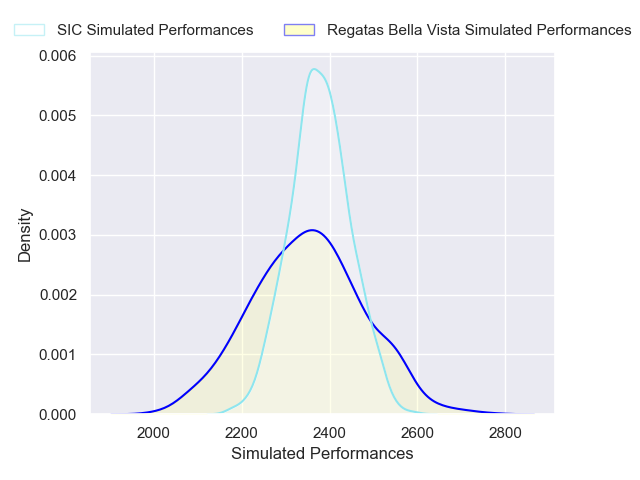 SIC Simulated Performances
Regatas Bella Vista Simulated Performances
0.006
0.005
0.004
0.003
0.002
0.001
0.000
Density
2000 2200 2400 2600 2800
Simulated Performances